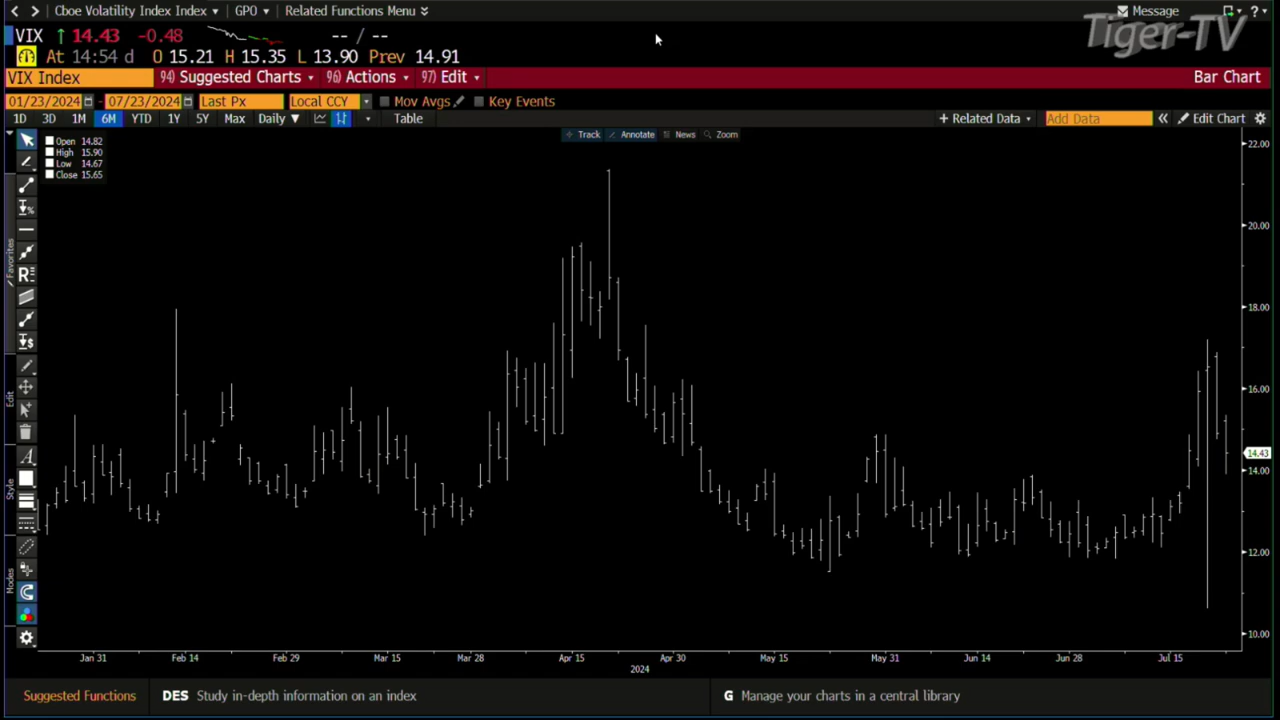 Cboe Volatility Index Index GPO Related Functions Menu Message ?
Tiger-TV
VIX 14.43 -0.48 -- / --
At 14:54 d O 15.21 H 15.35 L 13.90 Prev 14.91
VIX Index 94) Suggested Charts 96) Actions 97) Edit Bar Chart
01/23/2024 - 07/23/2024 Last Px Local CCY Mov Avgs Key Events
1D 3D 1M 6M YTD 1Y 5Y Max Daily ▼ Table + Related Data Add Data « Edit Chart
Track Annotate News Zoom
Open 14.82
High 15.90
Low 14.67
Close 15.65
22.00
20.00
18.00
16.00
14.43
14.00
12.00
10.00
Favorites
Edit
Style
Modes
Jan 31 Feb 14 Feb 29 Mar 15 Mar 28 Apr 15 Apr 30 May 15 May 31 Jun 14 Jun 28 Jul 15
2024
Suggested Functions DES Study in-depth information on an index G Manage your charts in a central library